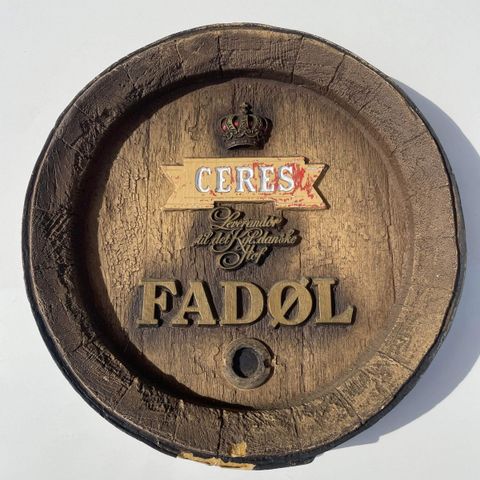 CERES
Leverandør
til det Kgl. danske
Hof
FADØL